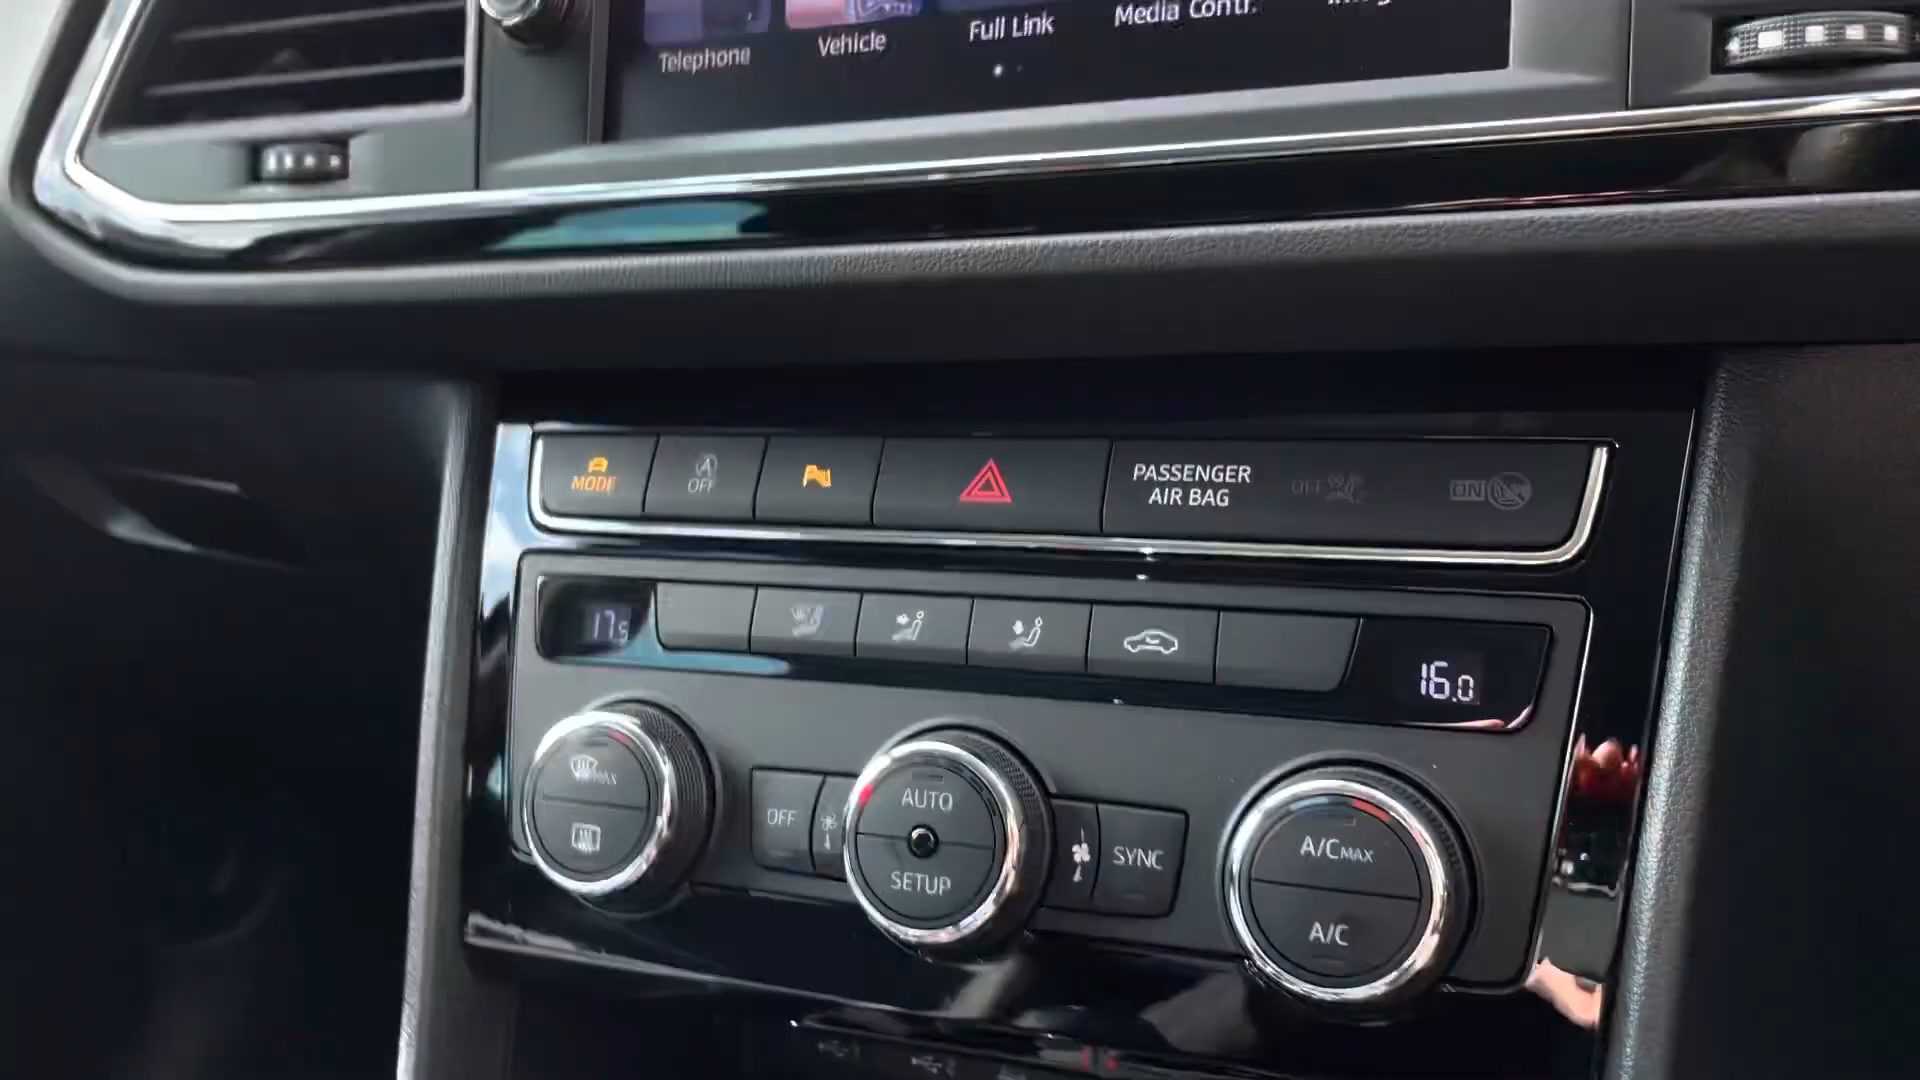 Telephone
Vehicle
Full Link
Media Contr.
MODE
A
OFF
PASSENGER
AIR BAG
OFF
ON
17.5
16.0
MAX
OFF
AUTO
SETUP
SYNC
A/C MAX
A/C